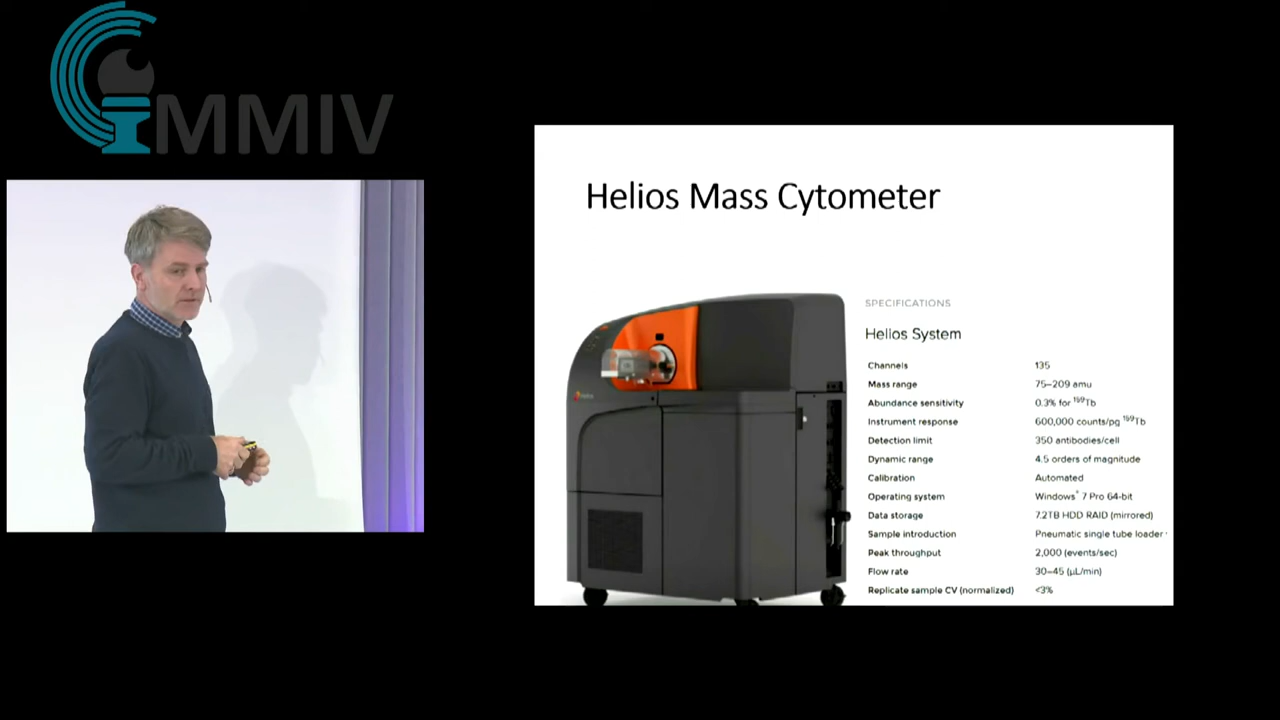 MMIV
Helios Mass Cytometer
SPECIFICATIONS
Helios System
Channels 135
Mass range 75–209 amu
Abundance sensitivity 0.3% for ¹⁵⁹Tb
Instrument response 600,000 counts/pg ¹⁵⁹Tb
Detection limit 350 antibodies/cell
Dynamic range 4.5 orders of magnitude
Calibration Automated
Operating system Windows® 7 Pro 64-bit
Data storage 7.2TB HDD RAID (mirrored)
Sample introduction Pneumatic single tube loader
Peak throughput 2,000 (events/sec)
Flow rate 30–45 (µL/min)
Replicate sample CV (normalized) <3%